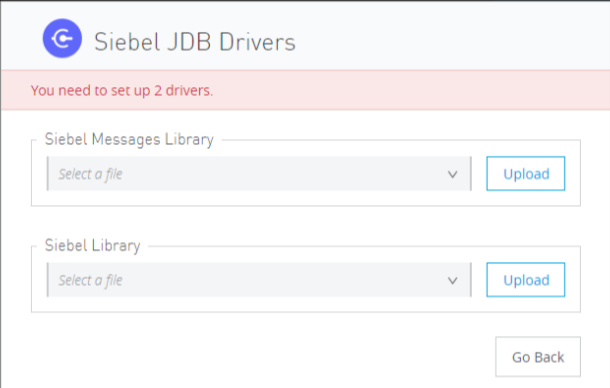 Siebel JDB Drivers
You need to set up 2 drivers.
Siebel Messages Library
Select a file
Upload
Siebel Library
Select a file
Upload
Go Back